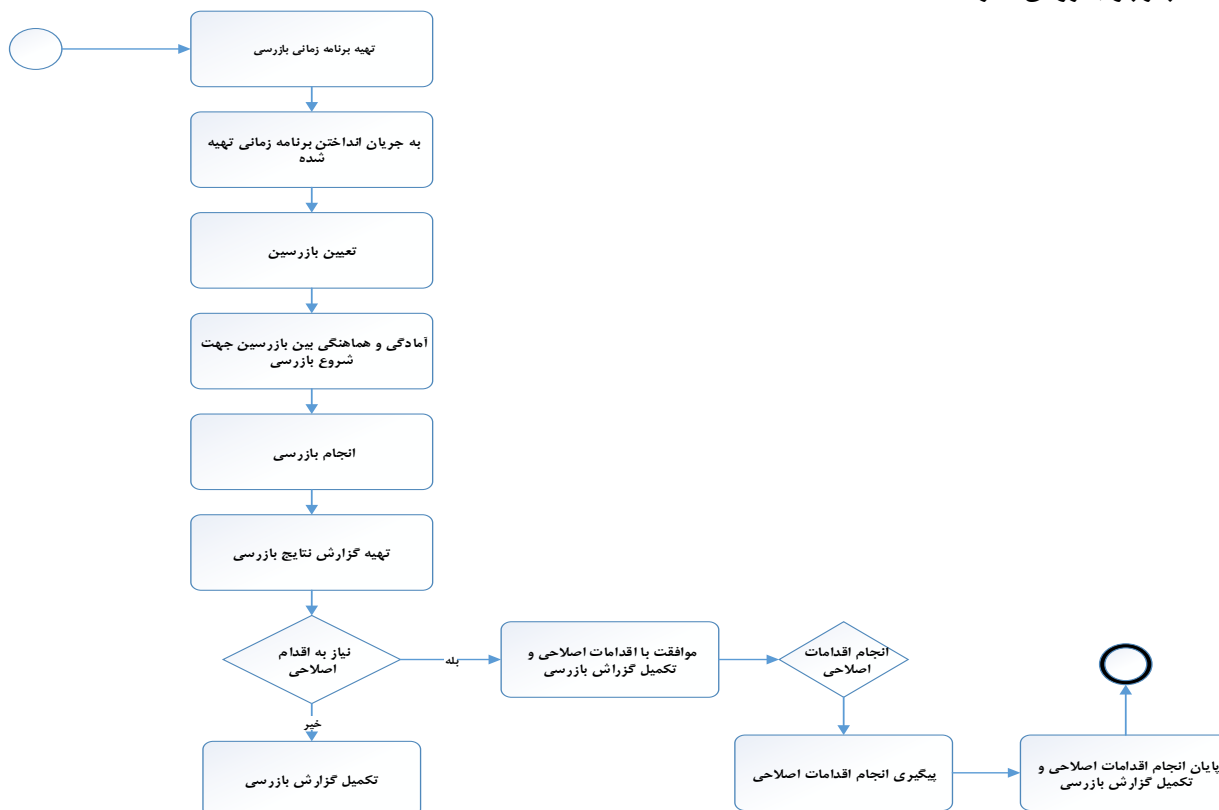 تهیه برنامه زمانی بازرسی
به جریان انداختن برنامه زمانی تهیه
شده
تعیین بازرسین
آمادگی و هماهنگی بین بازرسین جهت
شروع بازرسی
انجام بازرسی
تهیه گزارش نتایج بازرسی
نیاز به اقدام
اصلاحی
بله
موافقت با اقدامات اصلاحی و
تکمیل گزراش بازرسی
انجام اقدامات
اصلاحی
خیر
تکمیل گزارش بازرسی
پیگیری انجام اقدامات اصلاحی
پایان انجام اقدامات اصلاحی و
تکمیل گزارش بازرسی